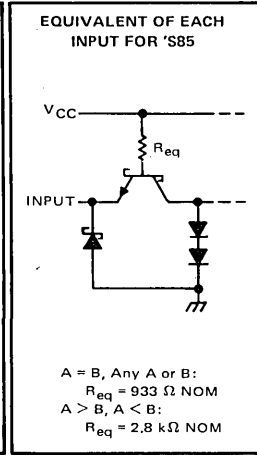 EQUIVALENT OF EACH
INPUT FOR 'S85
VCC
Req
INPUT
A = B, Any A or B:
Req = 933 Ω NOM
A > B, A < B:
Req = 2.8 kΩ NOM